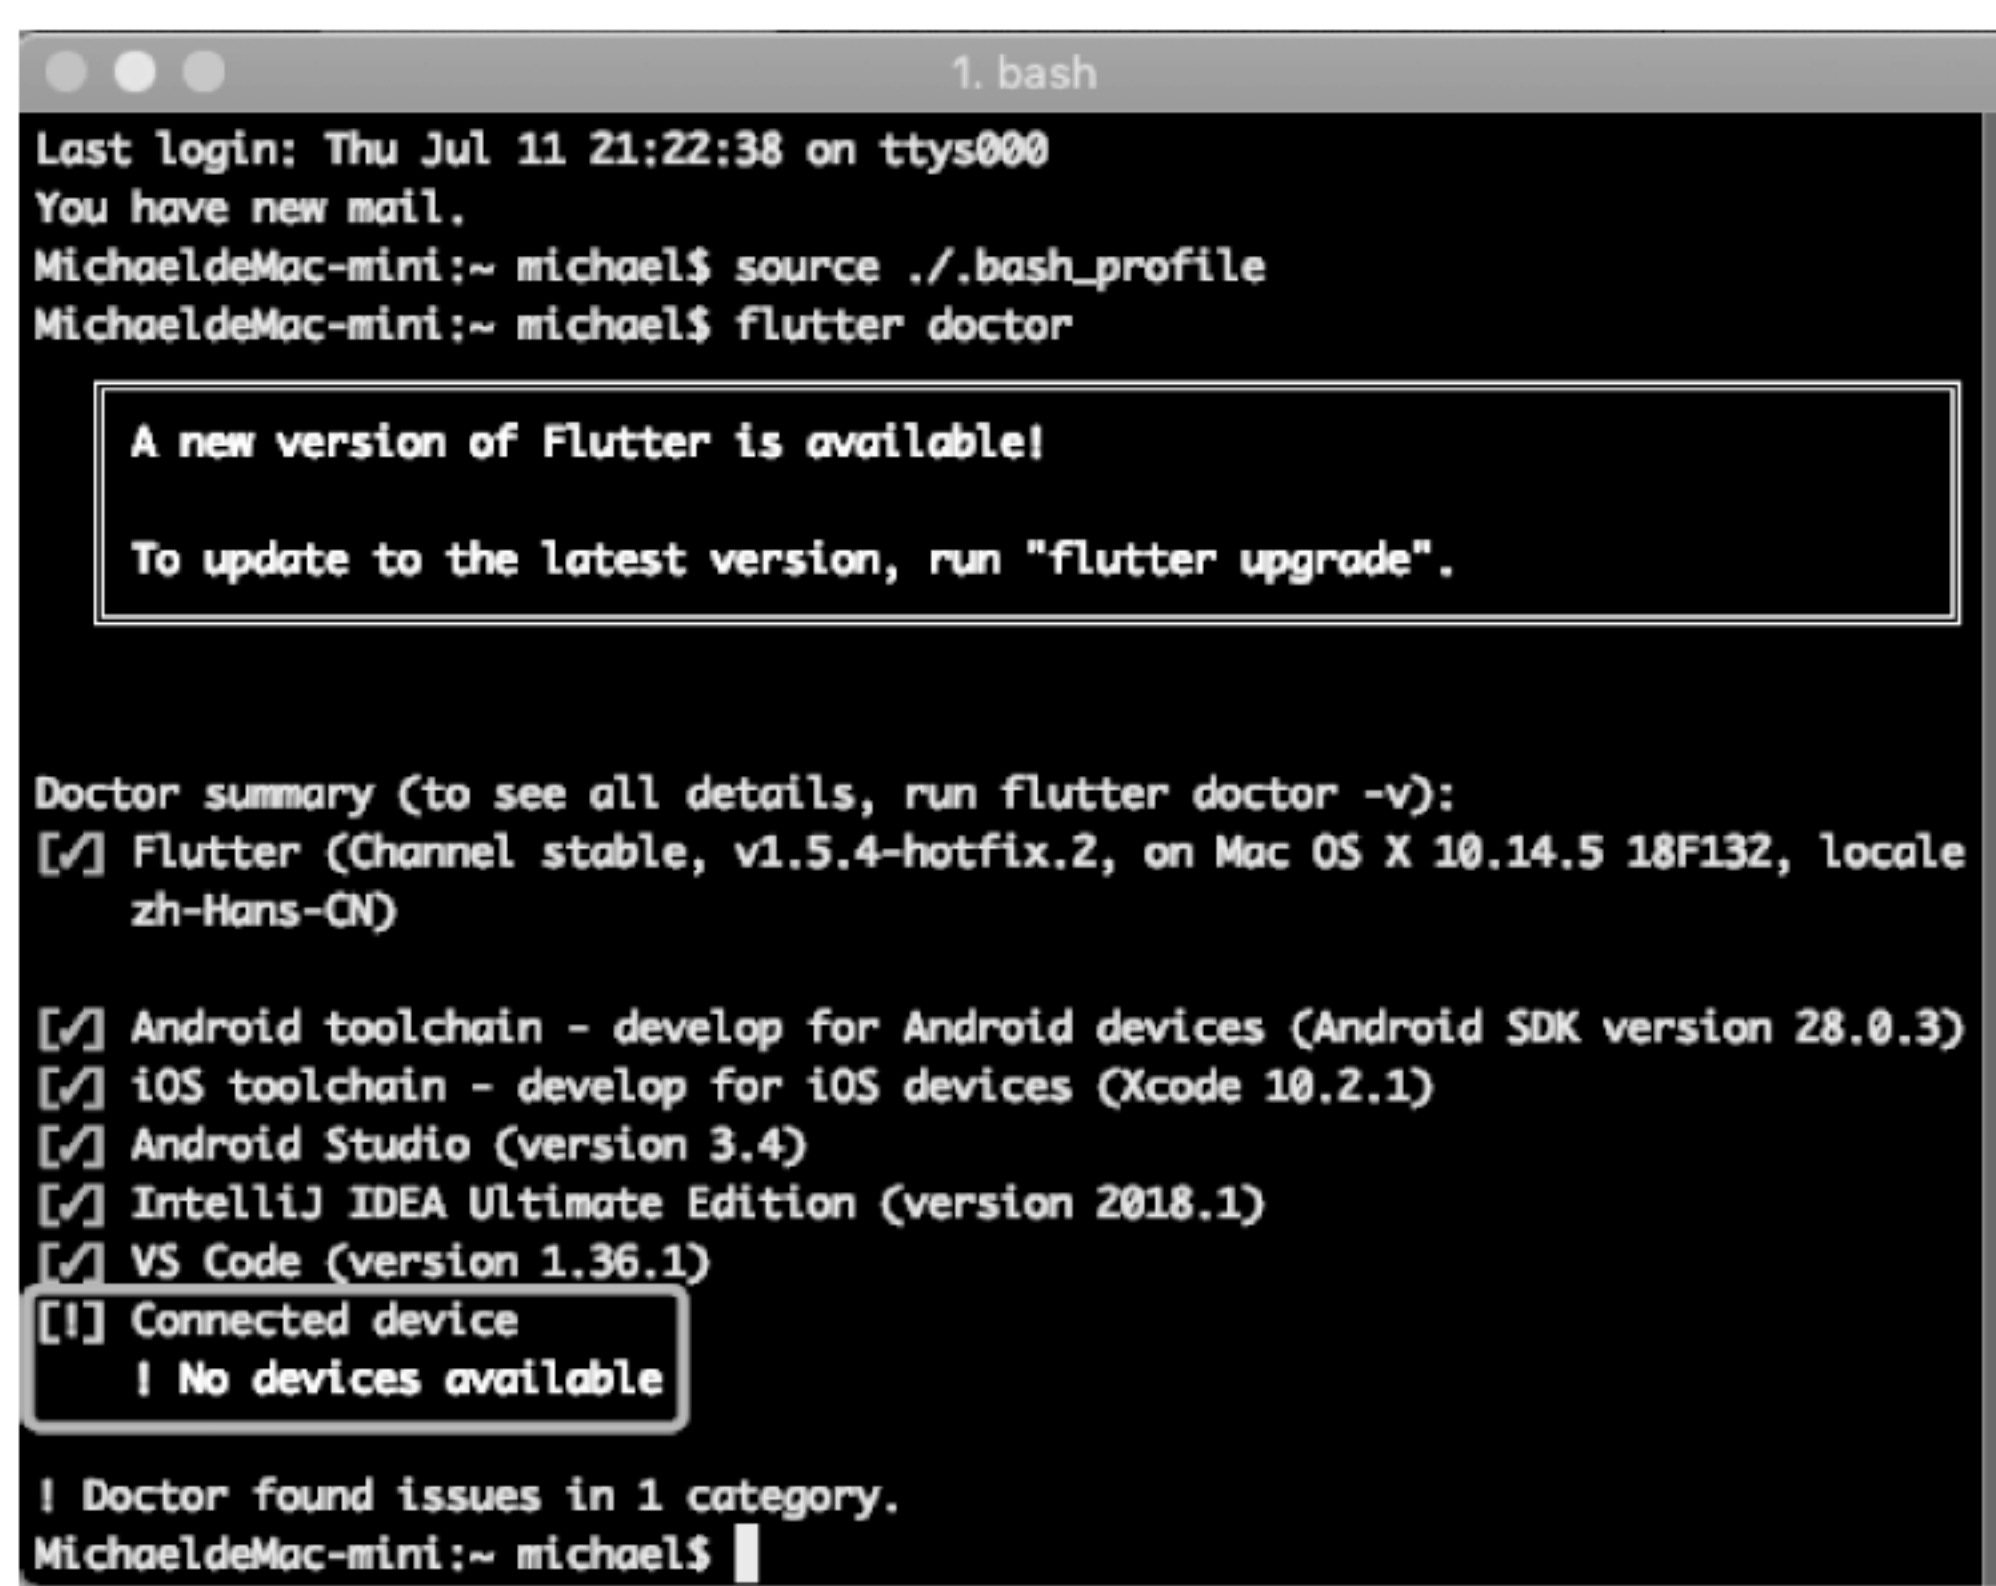 1. bash
Last login: Thu Jul 11 21:22:38 on ttys000
You have new mail.
MichaeldeMac-mini:~ michael$ source ./.bash_profile
MichaeldeMac-mini:~ michael$ flutter doctor
A new version of Flutter is available!
To update to the latest version, run "flutter upgrade".
Doctor summary (to see all details, run flutter doctor -v):
[✓] Flutter (Channel stable, v1.5.4-hotfix.2, on Mac OS X 10.14.5 18F132, locale
zh-Hans-CN)
[✓] Android toolchain - develop for Android devices (Android SDK version 28.0.3)
[✓] iOS toolchain - develop for iOS devices (Xcode 10.2.1)
[✓] Android Studio (version 3.4)
[✓] IntelliJ IDEA Ultimate Edition (version 2018.1)
[✓] VS Code (version 1.36.1)
[!] Connected device
! No devices available
! Doctor found issues in 1 category.
MichaeldeMac-mini:~ michael$